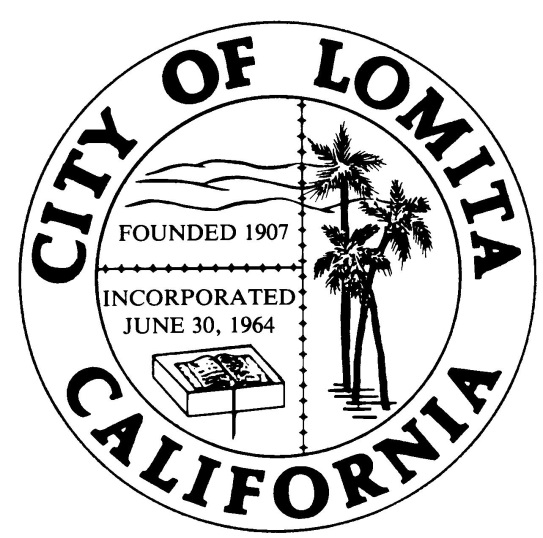 CITY OF LOMITA
FOUNDED 1907
INCORPORATED
JUNE 30, 1964
CALIFORNIA